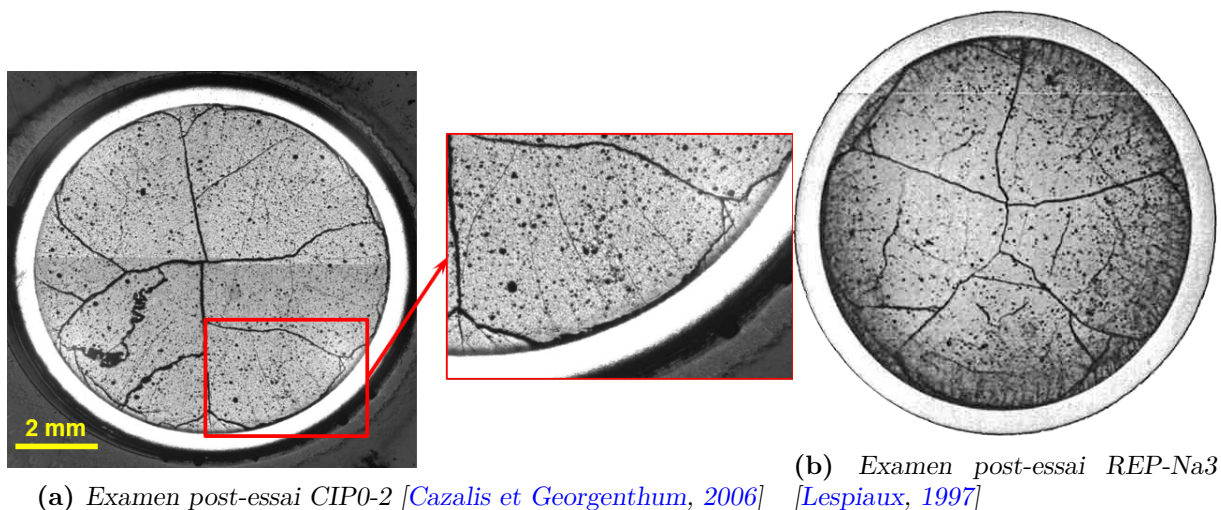 2 mm
(a) Examen post-essai CIP0-2 [Cazalis et Georgenthum, 2006]
(b) Examen post-essai REP-Na3
[Lespiaux, 1997]